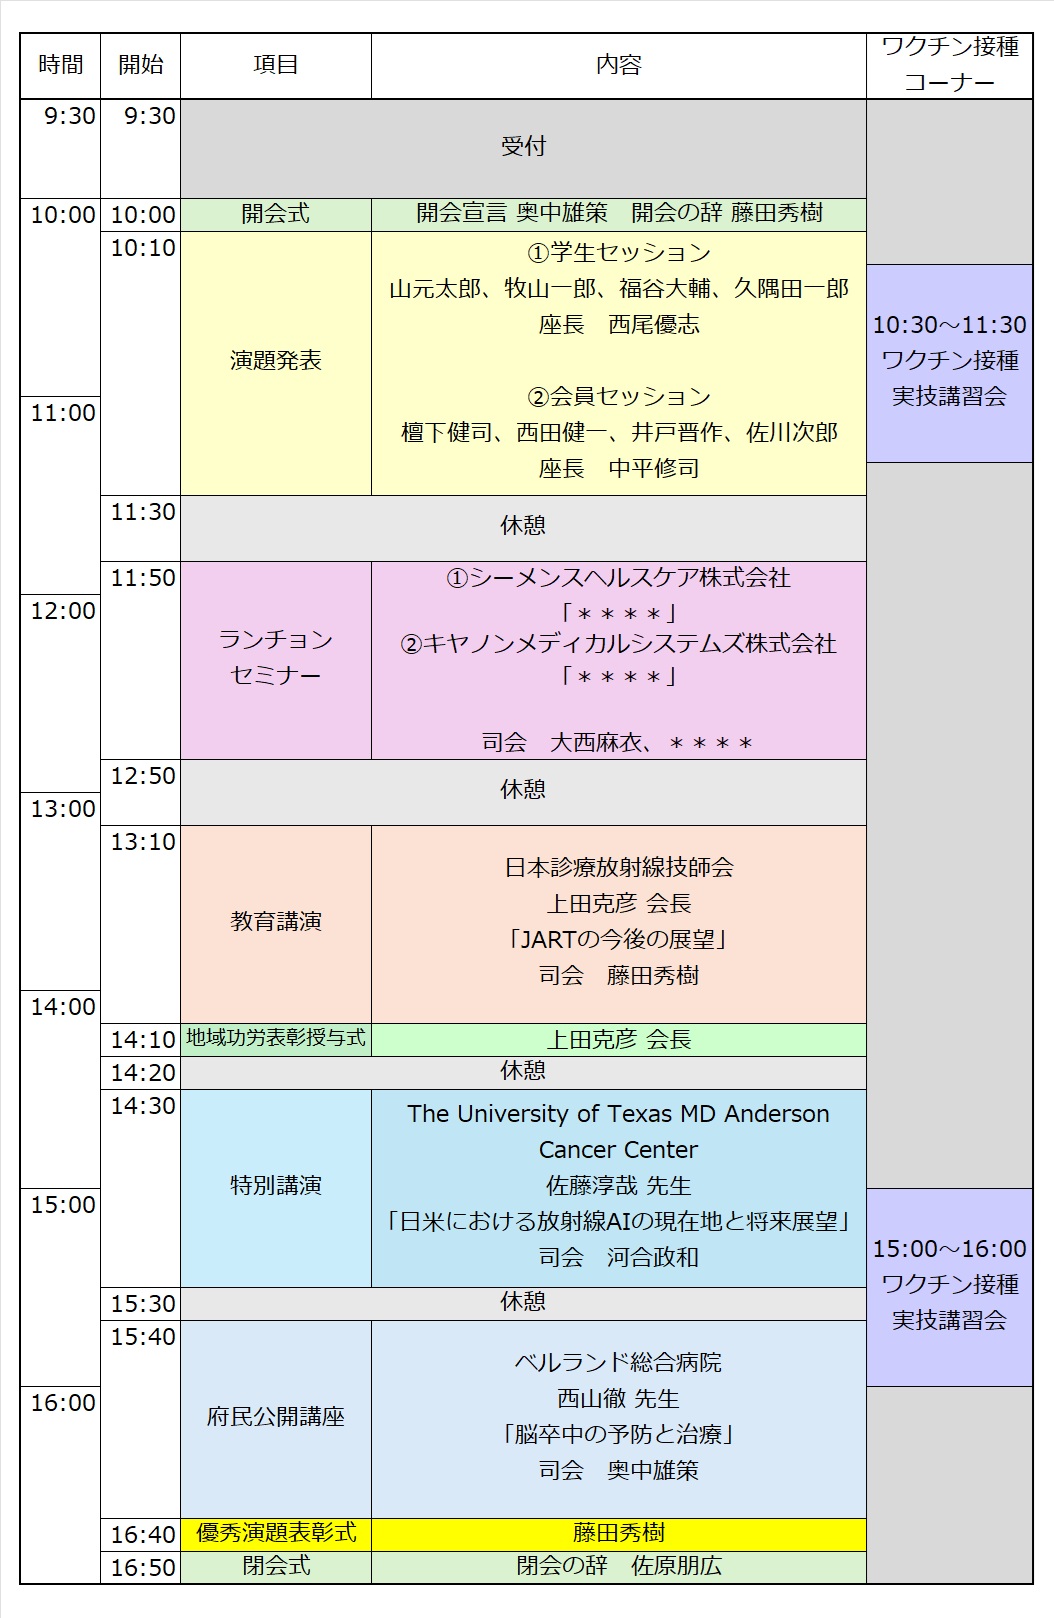 時間 開始 項目 内容 ワクチン接種
コーナー
9:30 9:30 受付
10:00 10:00 開会式 開会宣言 奥中雄策　開会の辞 藤田秀樹
10:10 演題発表
①学生セッション
山元太郎、牧山一郎、福谷大輔、久隅田一郎
座長　西尾優志
②会員セッション
檀下健司、西田健一、井戸晋作、佐川次郎
座長　中平修司
10:30～11:30
ワクチン接種
実技講習会
11:00
11:30 休憩
11:50 ランチョン
セミナー
①シーメンスヘルスケア株式会社
「＊＊＊＊」
②キヤノンメディカルシステムズ株式会社
「＊＊＊＊」
司会　大西麻衣、＊＊＊＊
12:00
12:50 休憩
13:00
13:10 教育講演
日本診療放射線技師会
上田克彦 会長
「JARTの今後の展望」
司会　藤田秀樹
14:00
14:10 地域功労表彰授与式 上田克彦 会長
14:20 休憩
14:30 特別講演
The University of Texas MD Anderson
Cancer Center
佐藤淳哉 先生
「日米における放射線AIの現在地と将来展望」
司会　河合政和
15:00
15:00～16:00
ワクチン接種
実技講習会
15:30 休憩
15:40 府民公開講座
ベルランド総合病院
西山徹 先生
「脳卒中の予防と治療」
司会　奥中雄策
16:00
16:40 優秀演題表彰式 藤田秀樹
16:50 閉会式 閉会の辞　佐原朋広